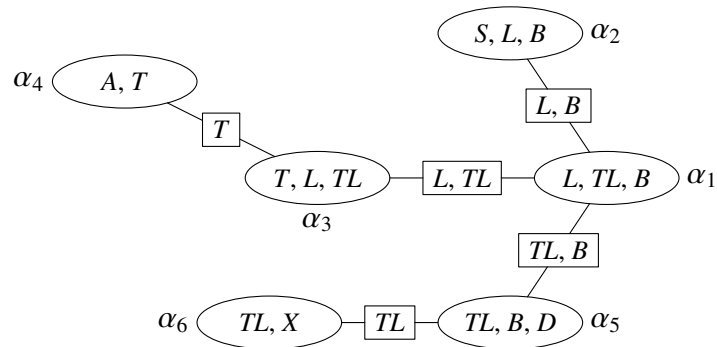 S, L, B α2
α4 A, T
L, B
T
T, L, TL L, TL L, TL, B α1
α3
TL, B
α6 TL, X TL TL, B, D α5